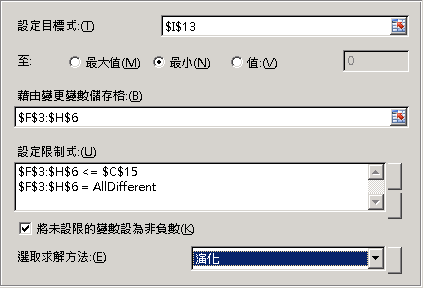 設定目標式:(T) $I$13
至: 最大值(M) 最小(N) 值:(V) 0
藉由變更變數儲存格:(B)
$F$3:$H$6
設定限制式:(U)
$F$3:$H$6 <= $C$15
$F$3:$H$6 = AllDifferent
將未設限的變數設為非負數(K)
選取求解方法:(E) 演化